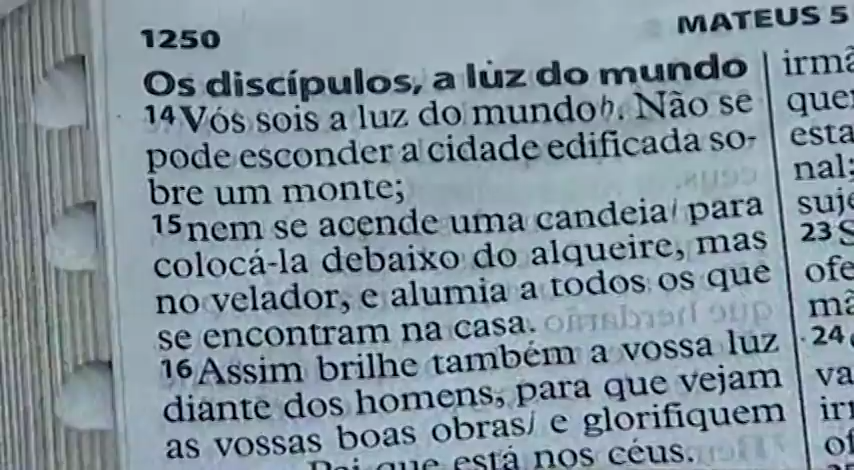 1250
MATEUS 5
Os discípulos, a luz do mundo
14 Vós sois a luz do mundo h. Não se
pode esconder a cidade edificada so-
bre um monte;
15 nem se acende uma candeia i para
colocá-la debaixo do alqueire, mas
no velador, e alumia a todos os que
se encontram na casa.
16 Assim brilhe também a vossa luz
diante dos homens, para que vejam
as vossas boas obras j e glorifiquem
que está nos céus.
irmã
que
esta
nal;
suje
23 S
ofe
mã
24
va
irr
of